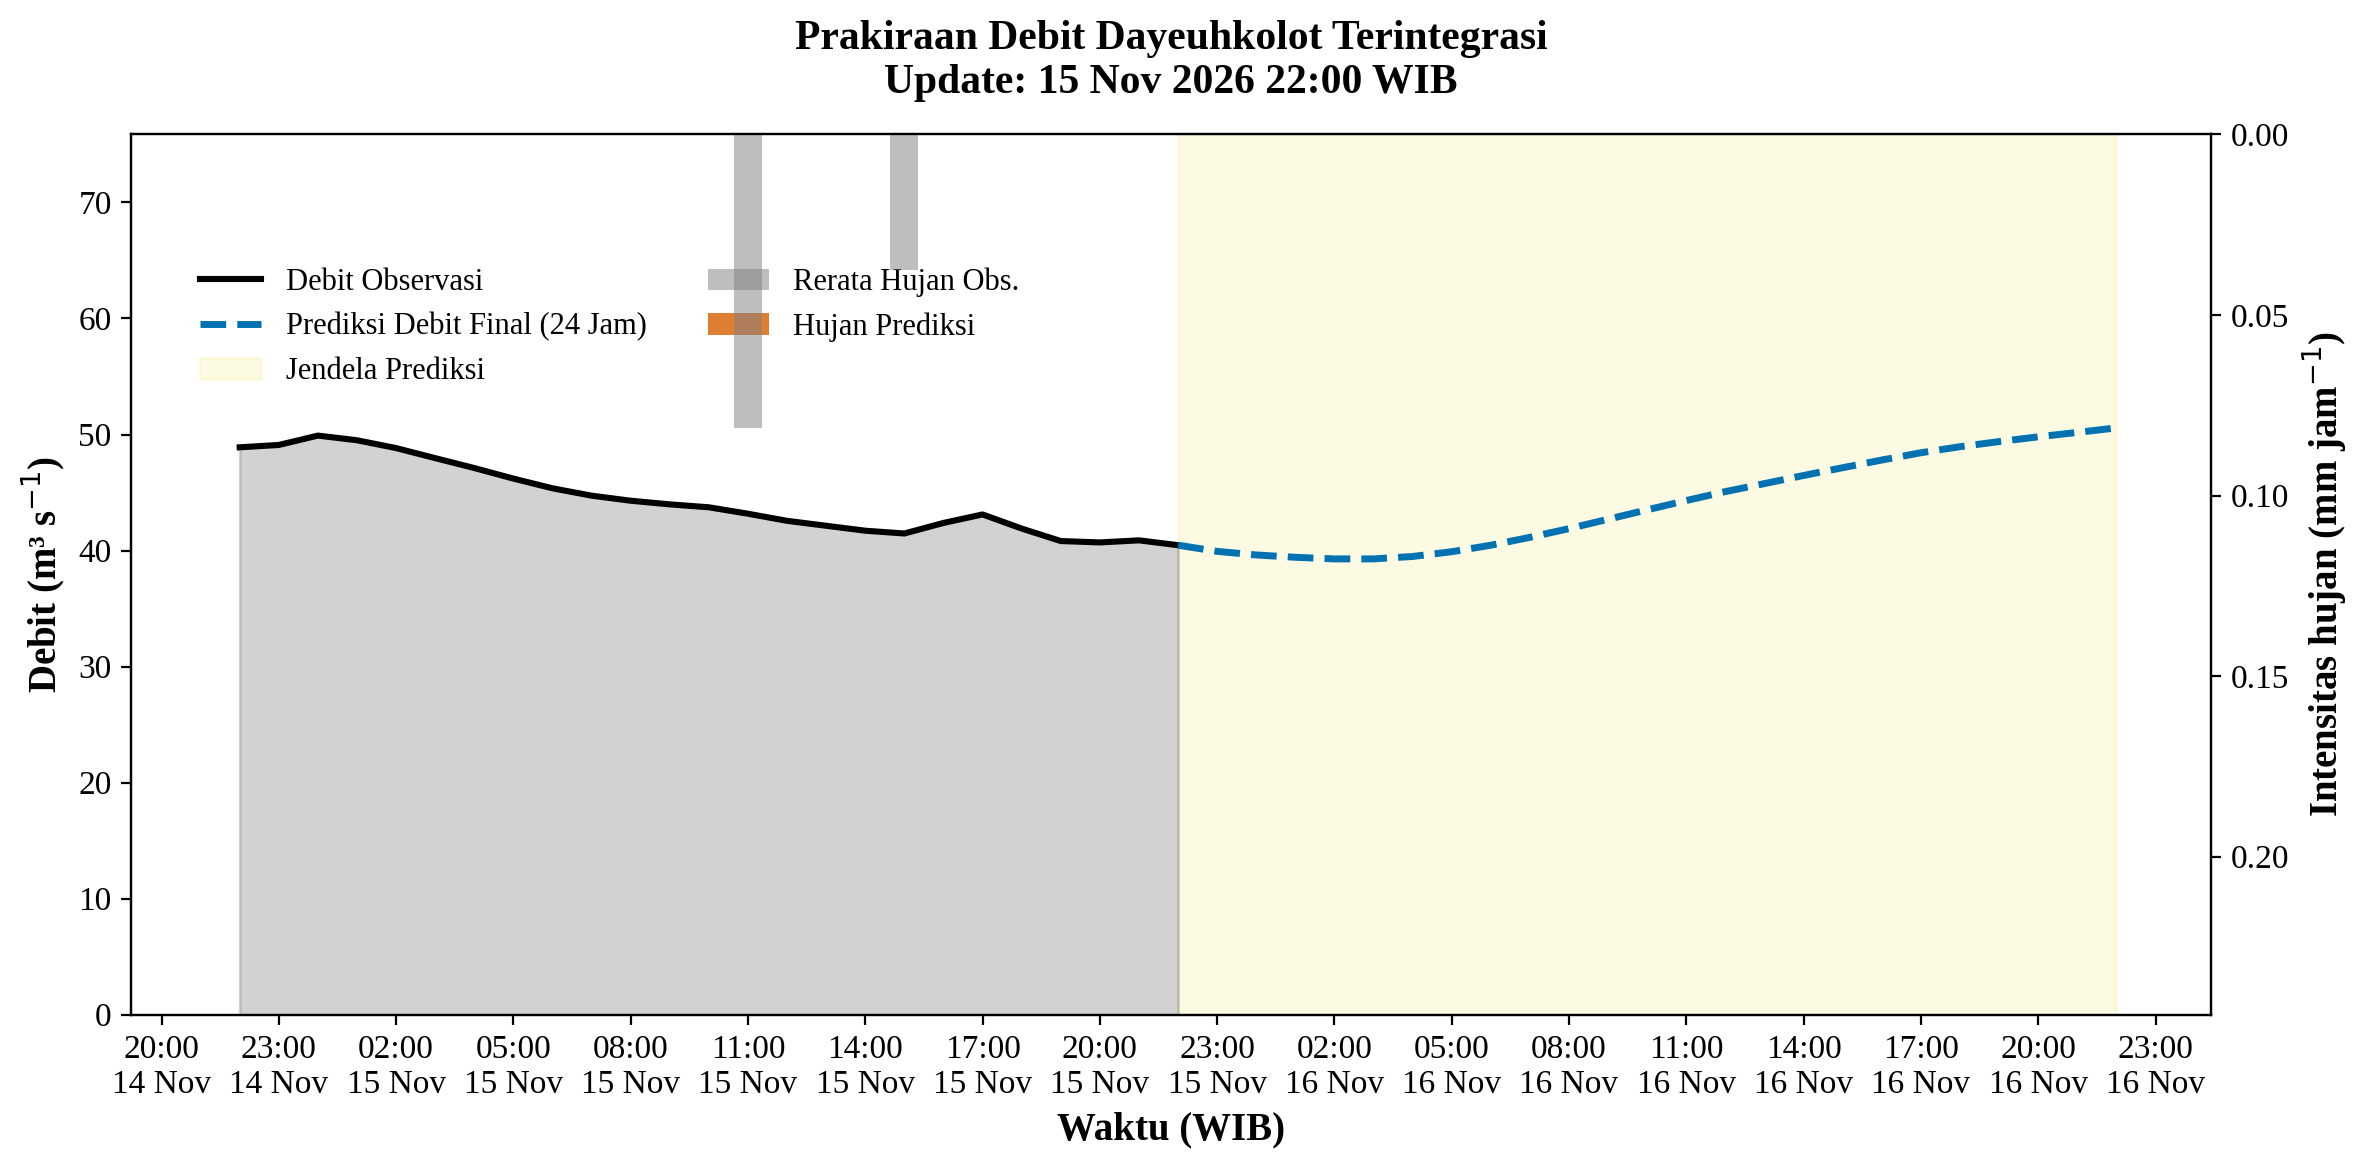 Prakiraan Debit Dayeuhkolot Terintegrasi
Update: 15 Nov 2026 22:00 WIB
Debit (m³ s⁻¹)
70
60
50
40
30
20
10
0
Debit Observasi
Prediksi Debit Final (24 Jam)
Jendela Prediksi
Rerata Hujan Obs.
Hujan Prediksi
0.00
0.05
0.10
0.15
0.20
Intensitas hujan (mm jam⁻¹)
20:00 23:00 02:00 05:00 08:00 11:00 14:00 17:00 20:00 23:00 02:00 05:00 08:00 11:00 14:00 17:00 20:00 23:00
14 Nov 14 Nov 15 Nov 15 Nov 15 Nov 15 Nov 15 Nov 15 Nov 15 Nov 15 Nov 16 Nov 16 Nov 16 Nov 16 Nov 16 Nov 16 Nov 16 Nov 16 Nov
Waktu (WIB)